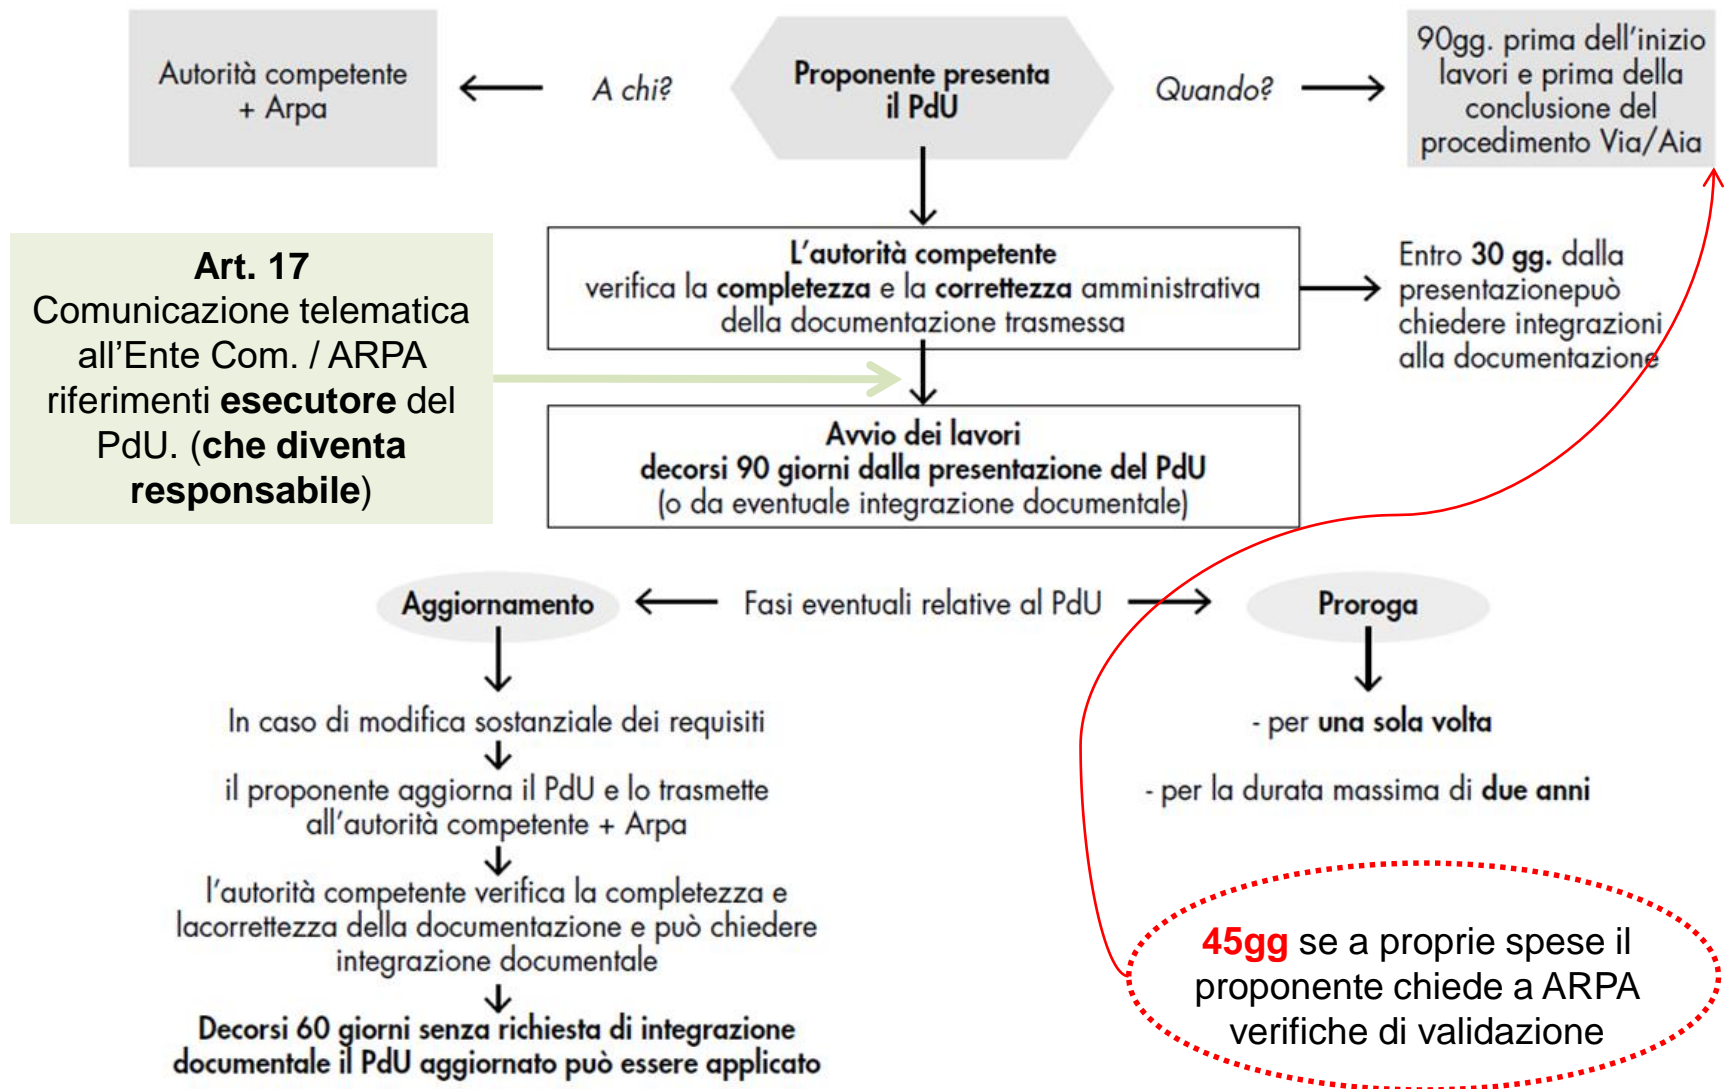 Autorità competente
+ Arpa
A chi?
Proponente presenta
il PdU
Quando?
90gg. prima dell'inizio
lavori e prima della
conclusione del
procedimento Via/Aia
Art. 17
Comunicazione telematica
all'Ente Com. / ARPA
riferimenti esecutore del
PdU. (che diventa
responsabile)
L'autorità competente
verifica la completezza e la correttezza amministrativa
della documentazione trasmessa
Entro 30 gg. dalla
presentazionepuò
chiedere integrazioni
alla documentazione
Avvio dei lavori
decorsi 90 giorni dalla presentazione del PdU
(o da eventuale integrazione documentale)
Aggiornamento
Fasi eventuali relative al PdU
Proroga
In caso di modifica sostanziale dei requisiti
il proponente aggiorna il PdU e lo trasmette
all'autorità competente + Arpa
l'autorità competente verifica la completezza e
lacorrettezza della documentazione e può chiedere
integrazione documentale
Decorsi 60 giorni senza richiesta di integrazione
documentale il PdU aggiornato può essere applicato
- per una sola volta
- per la durata massima di due anni
45gg se a proprie spese il
proponente chiede a ARPA
verifiche di validazione